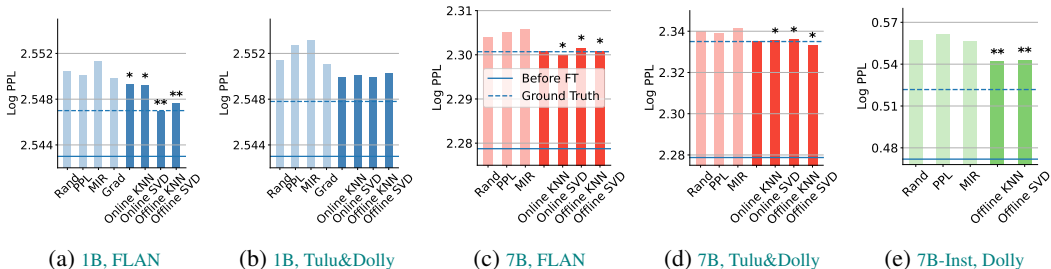 Log PPL
2.552
2.548
2.544
* *
** **
Rand
PPL
MIR
Grad
Online KNN
Online SVD
Offline KNN
Offline SVD
(a) 1B, FLAN
Log PPL
2.552
2.548
2.544
Rand
PPL
MIR
Grad
Online KNN
Online SVD
Offline KNN
Offline SVD
(b) 1B, Tulu&Dolly
Log PPL
2.31
2.30
2.29
2.28
* * *
Before FT
Ground Truth
Rand
PPL
MIR
Online KNN
Online SVD
Offline KNN
Offline SVD
(c) 7B, FLAN
Log PPL
2.34
2.32
2.30
2.28
* * *
Rand
PPL
MIR
Online KNN
Online SVD
Offline KNN
Offline SVD
(d) 7B, Tulu&Dolly
Log PPL
0.57
0.54
0.51
0.48
** **
Rand
PPL
MIR
Offline KNN
Offline SVD
(e) 7B-Inst, Dolly